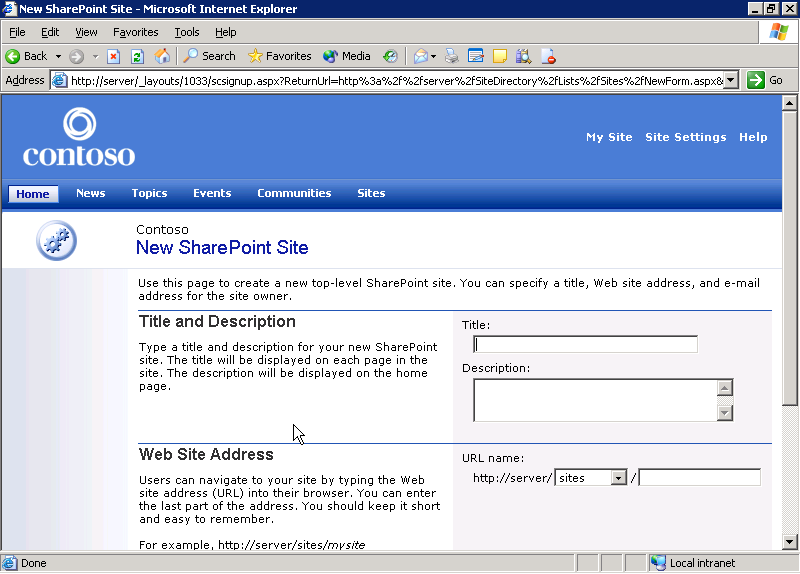 New SharePoint Site - Microsoft Internet Explorer
File Edit View Favorites Tools Help
Back Search Favorites Media
Address http://server/_layouts/1033/scsignup.aspx?ReturnUrl=http%3a%2f%2fserver%2fSiteDirectory%2fLists%2fSites%2fNewForm.aspx& Go
contoso
My Site Site Settings Help
Home News Topics Events Communities Sites
Contoso
New SharePoint Site
Use this page to create a new top-level SharePoint site. You can specify a title, Web site address, and e-mail
address for the site owner.
Title and Description
Type a title and description for your new SharePoint
site. The title will be displayed on each page in the
site. The description will be displayed on the home
page.
Title:
Description:
Web Site Address
Users can navigate to your site by typing the Web
site address (URL) into their browser. You can enter
the last part of the address. You should keep it short
and easy to remember.
For example, http://server/sites/mysite
URL name:
http://server/ sites /
Done Local intranet